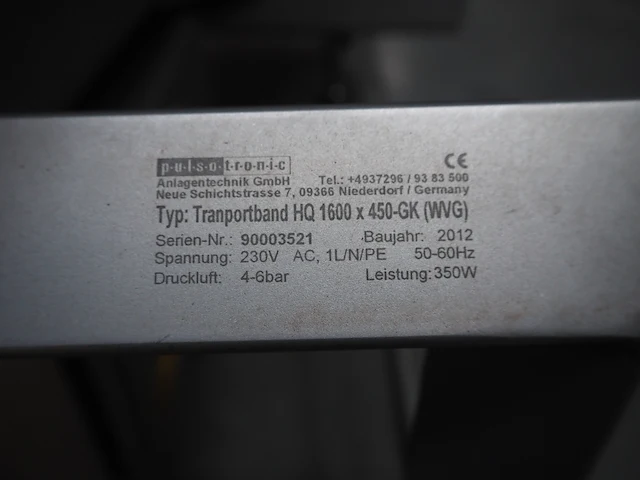 p·u·l·s·o·t·r·o·n·i·c CE
Anlagentechnik GmbH Tel.: +4937296 / 93 83 500
Neue Schichtstrasse 7, 09366 Niederdorf / Germany
Typ: Tranportband HQ 1600 x 450-GK (WVG)
Serien-Nr.: 90003521 Baujahr: 2012
Spannung: 230V AC, 1L/N/PE 50-60Hz
Druckluft: 4-6bar Leistung: 350W